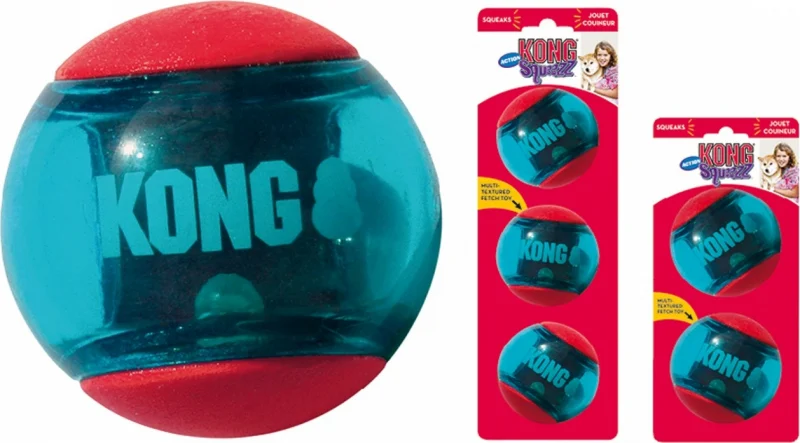 KONG
SQUEAKS
JOUET
COUINEUR
ACTION
KONG
SqueezZ
MULTI-
TEXTURED
FETCH TOY
KONG
KONG
KONG
SQUEAKS
JOUET
COUINEUR
ACTION
KONG
SqueezZ
MULTI-
TEXTURED
FETCH TOY
KONG
KONG